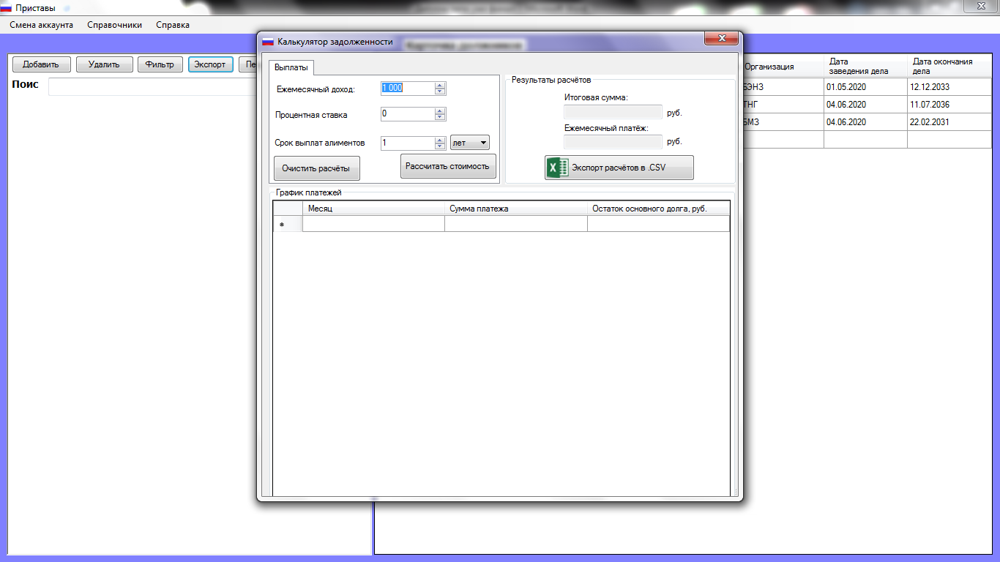 Приставы
Смена аккаунта Справочники Справка
Добавить Удалить Фильтр Экспорт Пе
Поис
Организация Дата заведения дела Дата окончания дела
БЭНЗ 01.05.2020 12.12.2033
ТНГ 04.06.2020 11.07.2036
БМЗ 04.06.2020 22.02.2031
Калькулятор задолженности
Выплаты
Ежемесячный доход: 1 000
Процентная ставка 0
Срок выплат алиментов 1 лет
Очистить расчёты Рассчитать стоимость
Результаты расчётов
Итоговая сумма:
руб.
Ежемесячный платёж:
руб.
Экспорт расчётов в .CSV
График платежей
Месяц Сумма платежа Остаток основного долга, руб.